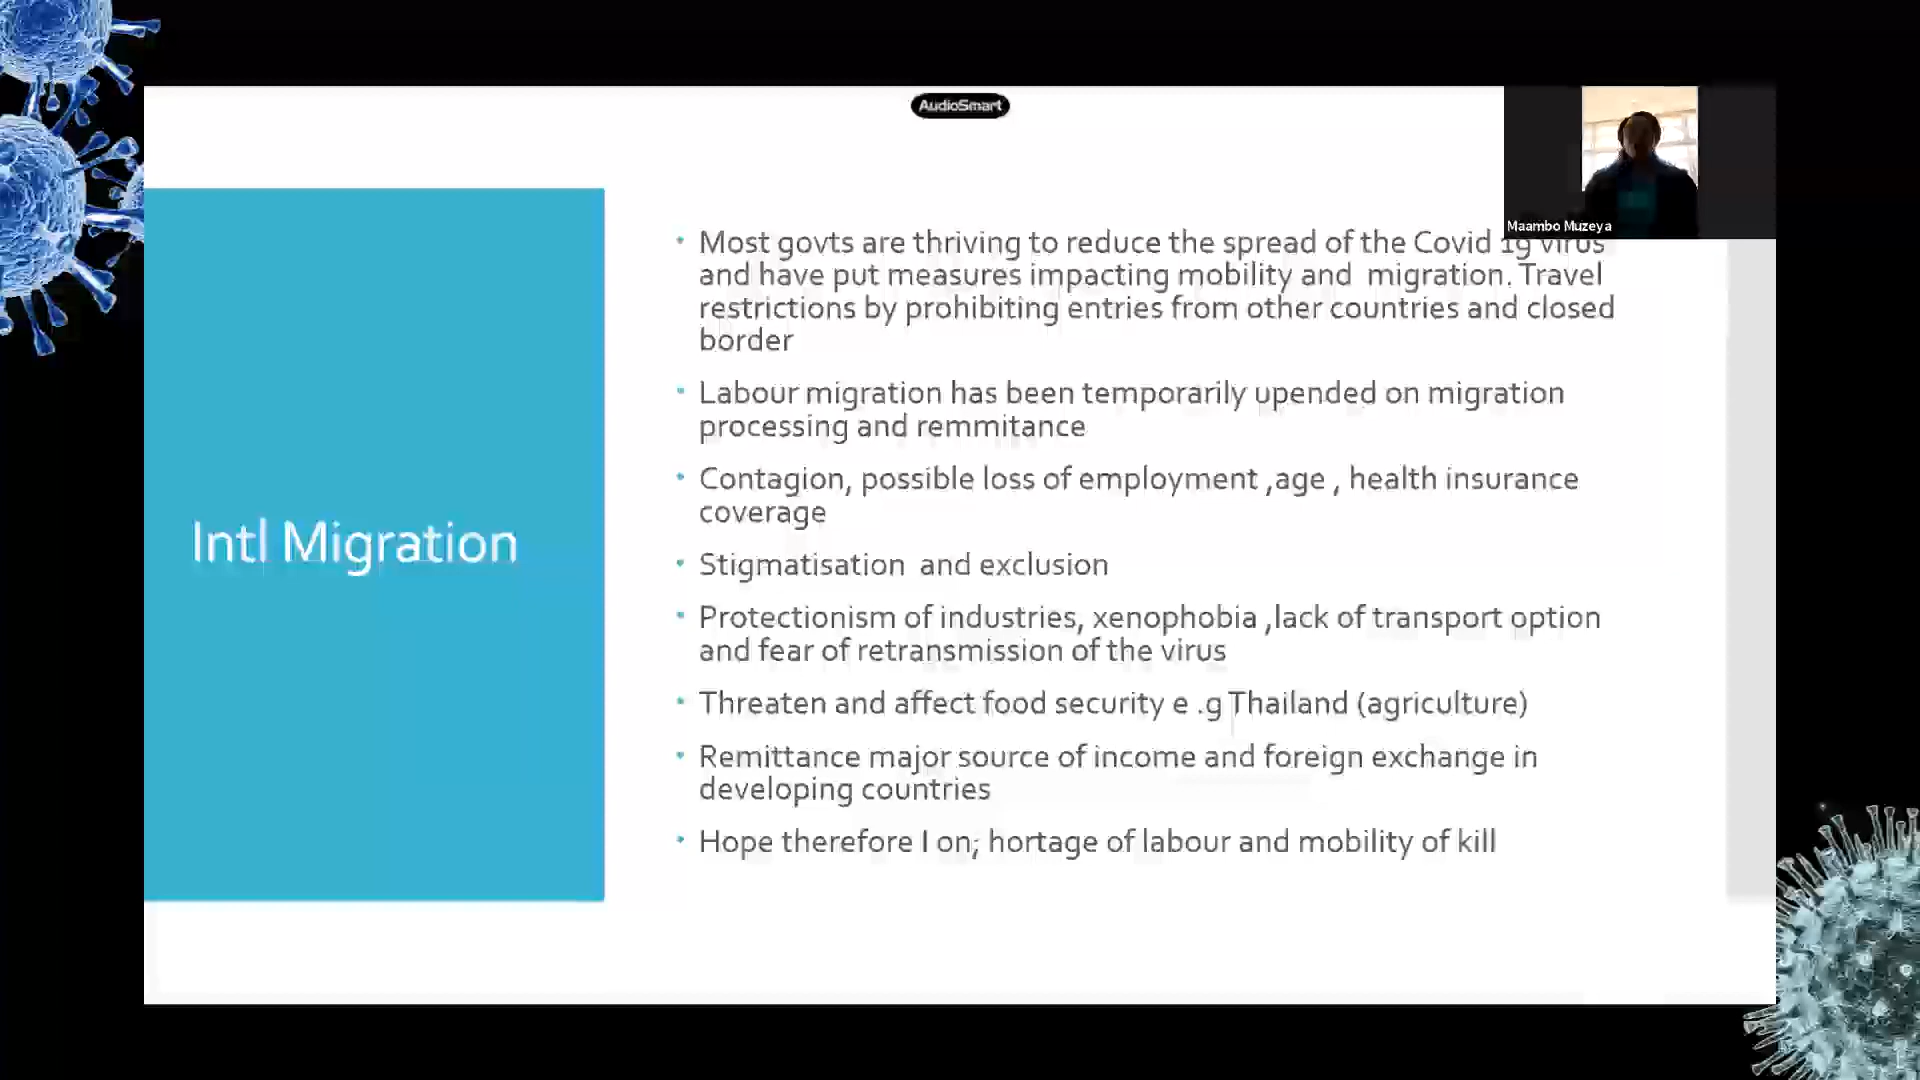 AudioSmart
Maambo Muzeya
Intl Migration
Most govts are thriving to reduce the spread of the Covid 19 virus
and have put measures impacting mobility and migration. Travel
restrictions by prohibiting entries from other countries and closed
border
Labour migration has been temporarily upended on migration
processing and remmitance
Contagion, possible loss of employment ,age , health insurance
coverage
Stigmatisation and exclusion
Protectionism of industries, xenophobia ,lack of transport option
and fear of retransmission of the virus
Threaten and affect food security e .g Thailand (agriculture)
Remittance major source of income and foreign exchange in
developing countries
Hope therefore I on; hortage of labour and mobility of kill